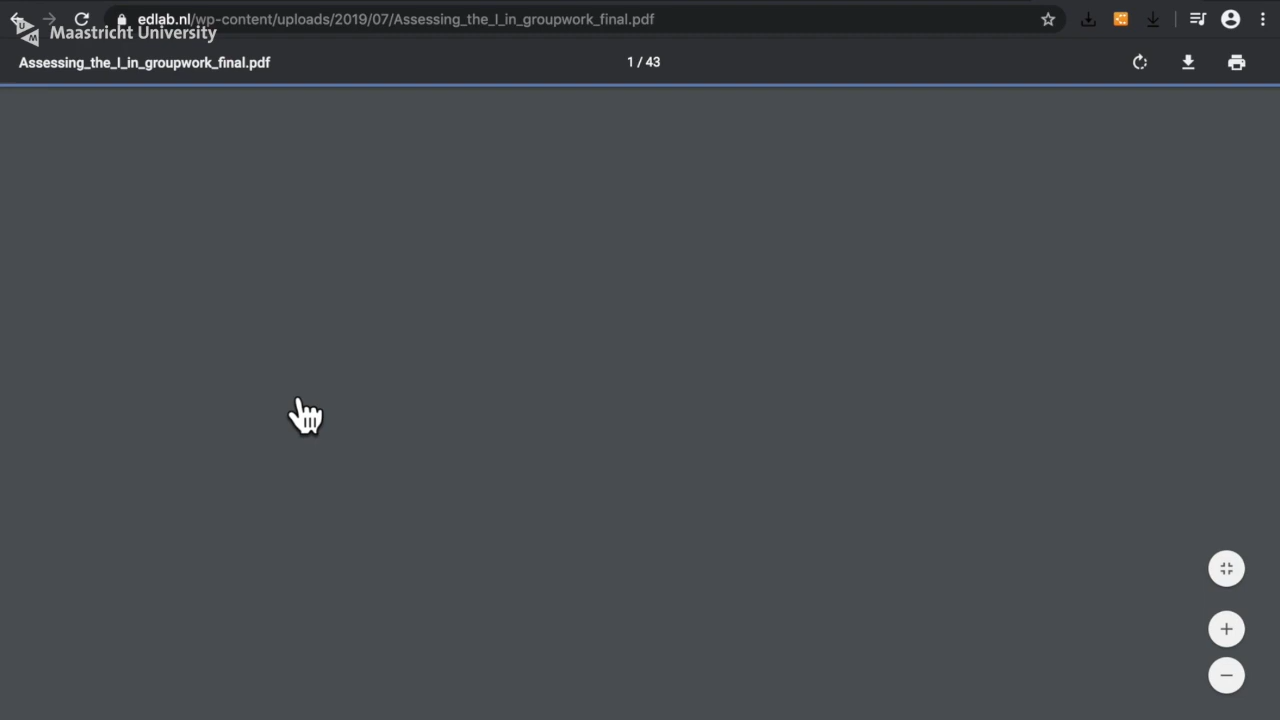 edlab.nl/wp-content/uploads/2019/07/Assessing_the_I_in_groupwork_final.pdf
Maastricht University
Assessing_the_I_in_groupwork_final.pdf
1 / 43